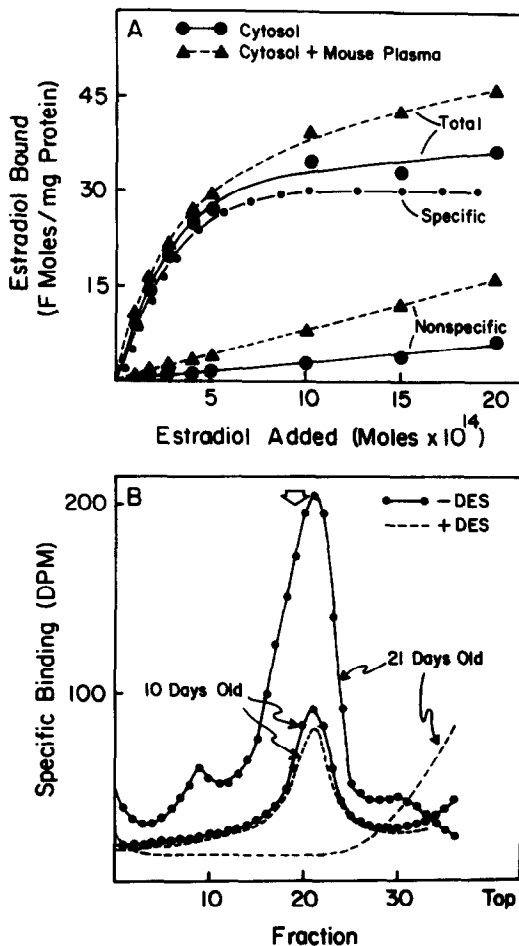 A
Cytosol
Cytosol + Mouse Plasma
Estradiol Bound
(F Moles/mg Protein)
45
30
15
Total
Specific
Nonspecific
5
10
15
20
Estradiol Added (Moles x 10^14)
B
-DES
+DES
Specific Binding (DPM)
200
100
10 Days Old
21 Days Old
10
20
30
Top
Fraction